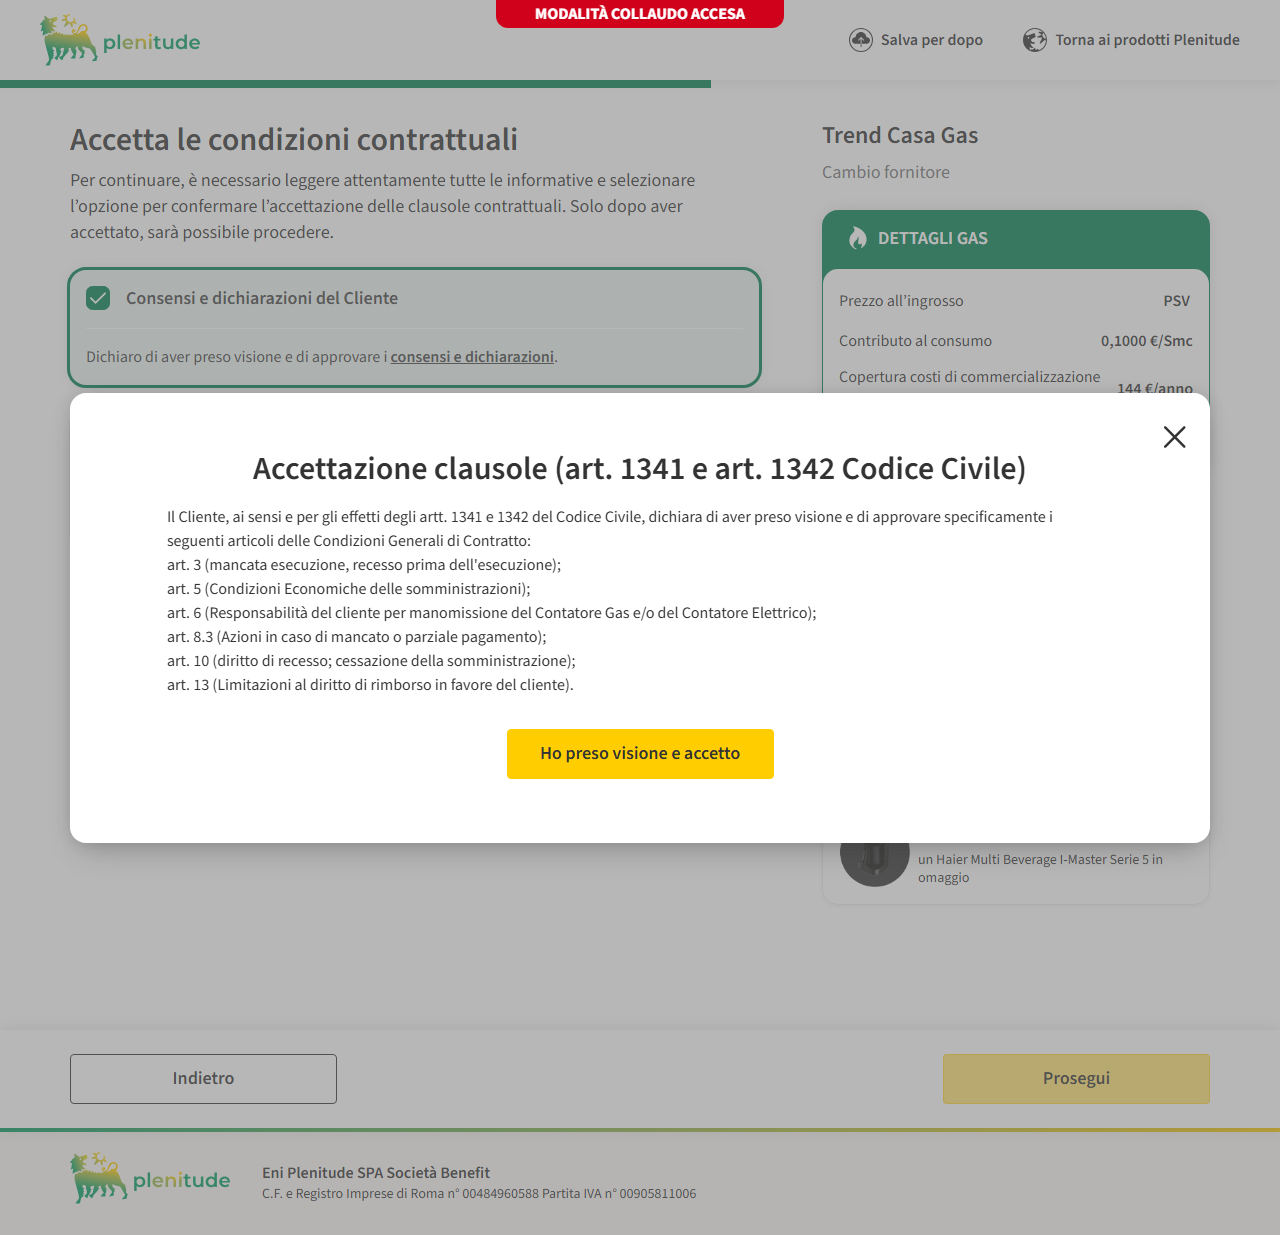 MODALITÀ COLLAUDO ACCESA
plenitude
Salva per dopo
Torna ai prodotti Plenitude
Accetta le condizioni contrattuali
Per continuare, è necessario leggere attentamente tutte le informative e selezionare
l’opzione per confermare l’accettazione delle clausole contrattuali. Solo dopo aver
accettato, sarà possibile procedere.
Consensi e dichiarazioni del Cliente
Dichiaro di aver preso visione e di approvare i consensi e dichiarazioni.
Trend Casa Gas
Cambio fornitore
DETTAGLI GAS
Prezzo all’ingrosso PSV
Contributo al consumo 0,1000 €/Smc
Copertura costi di commercializzazione
144 €/anno
Accettazione clausole (art. 1341 e art. 1342 Codice Civile)
Il Cliente, ai sensi e per gli effetti degli artt. 1341 e 1342 del Codice Civile, dichiara di aver preso visione e di approvare specificamente i
seguenti articoli delle Condizioni Generali di Contratto:
art. 3 (mancata esecuzione, recesso prima dell'esecuzione);
art. 5 (Condizioni Economiche delle somministrazioni);
art. 6 (Responsabilità del cliente per manomissione del Contatore Gas e/o del Contatore Elettrico);
art. 8.3 (Azioni in caso di mancato o parziale pagamento);
art. 10 (diritto di recesso; cessazione della somministrazione);
art. 13 (Limitazioni al diritto di rimborso in favore del cliente).
Ho preso visione e accetto
un Haier Multi Beverage I-Master Serie 5 in
omaggio
Indietro
Prosegui
plenitude
Eni Plenitude SPA Società Benefit
C.F. e Registro Imprese di Roma n° 00484960588 Partita IVA n° 00905811006